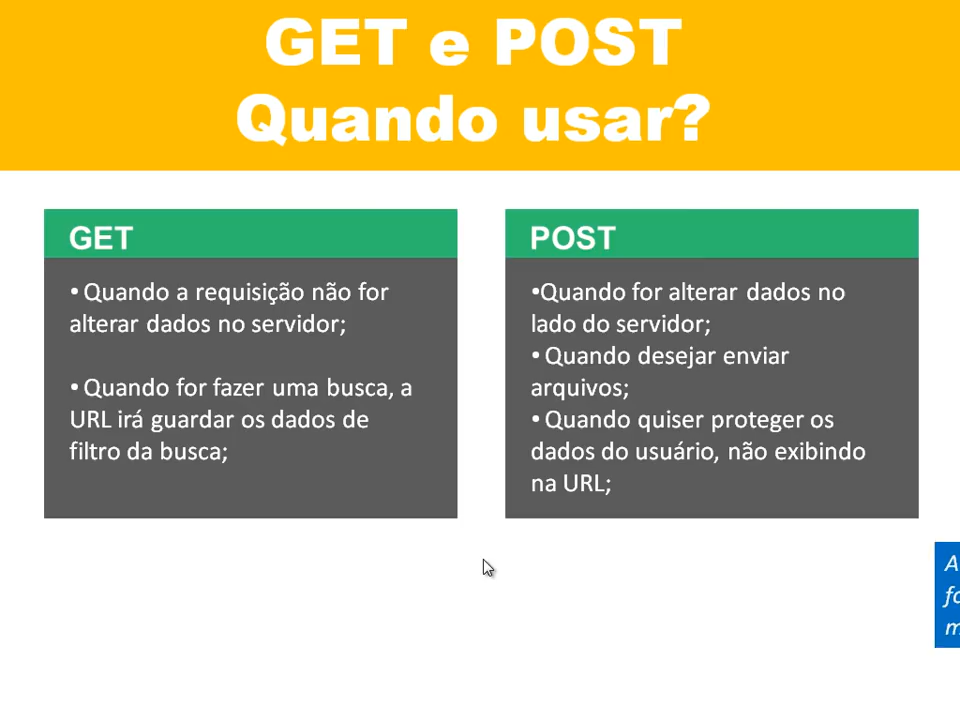 GET e POST
Quando usar?
GET
• Quando a requisição não for
alterar dados no servidor;
• Quando for fazer uma busca, a
URL irá guardar os dados de
filtro da busca;
POST
•Quando for alterar dados no
lado do servidor;
• Quando desejar enviar
arquivos;
• Quando quiser proteger os
dados do usuário, não exibindo
na URL;